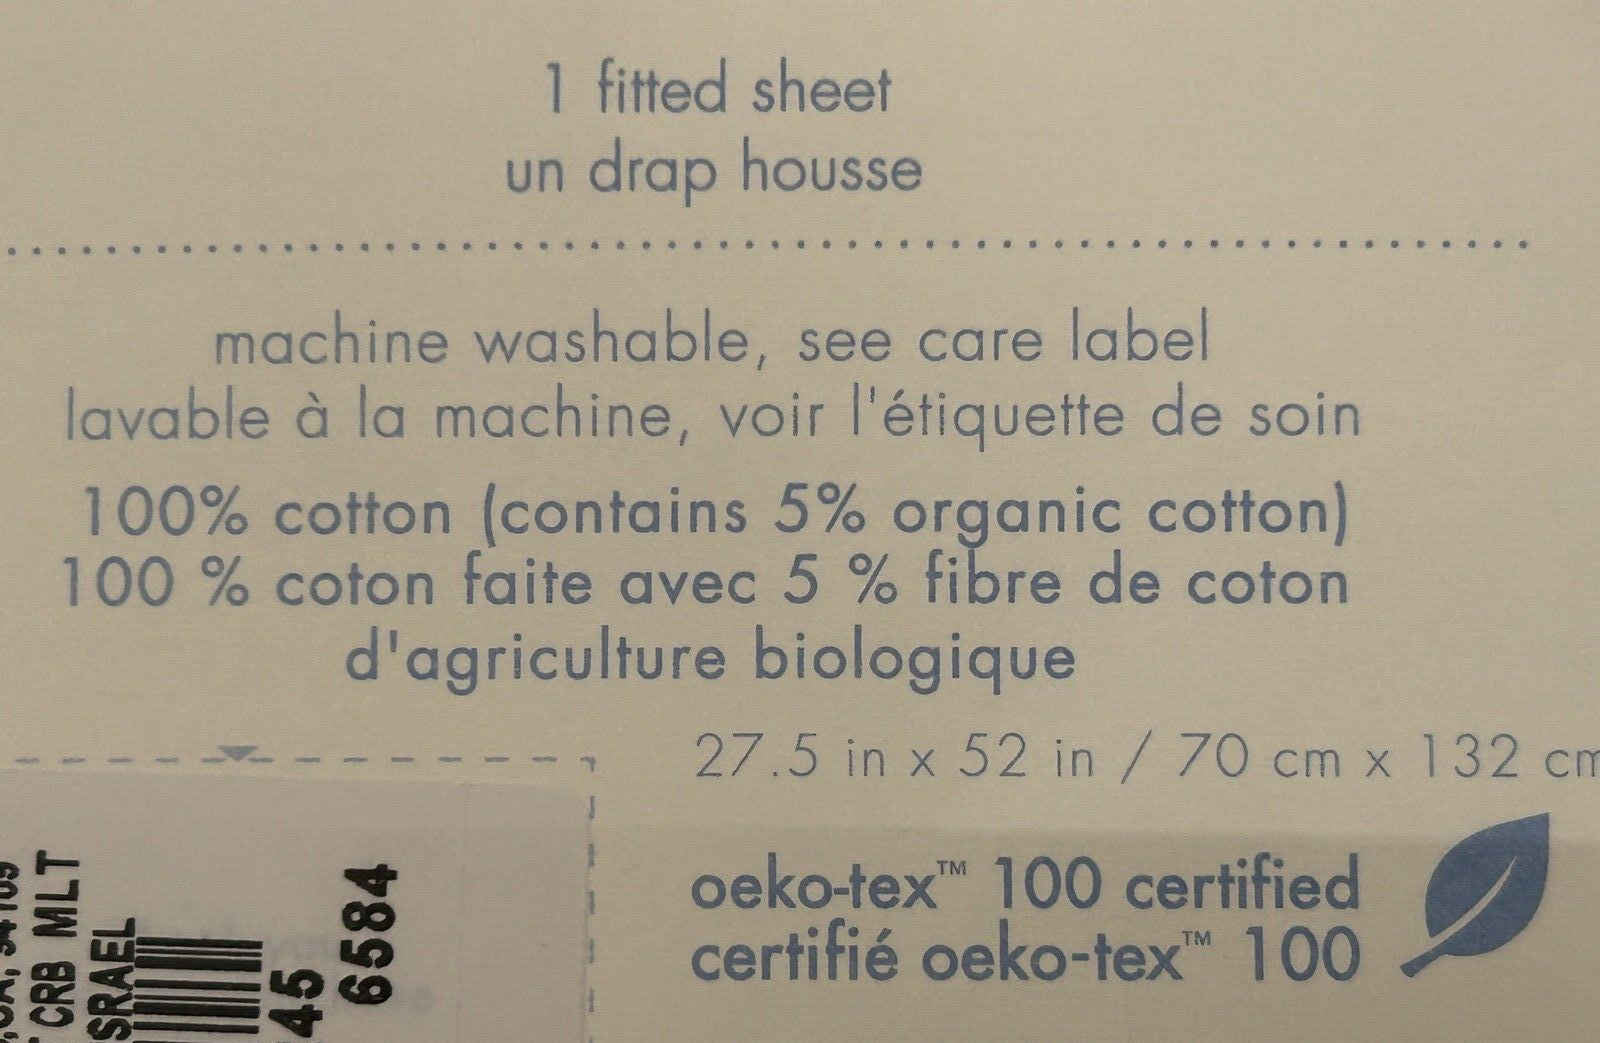 1 fitted sheet
un drap housse
machine washable, see care label
lavable à la machine, voir l'étiquette de soin
100% cotton (contains 5% organic cotton)
100 % coton faite avec 5 % fibre de coton
d'agriculture biologique
27.5 in x 52 in / 70 cm x 132 cm
oeko-tex™ 100 certified
certifié oeko-tex™ 100
CRB MLT
45
6584